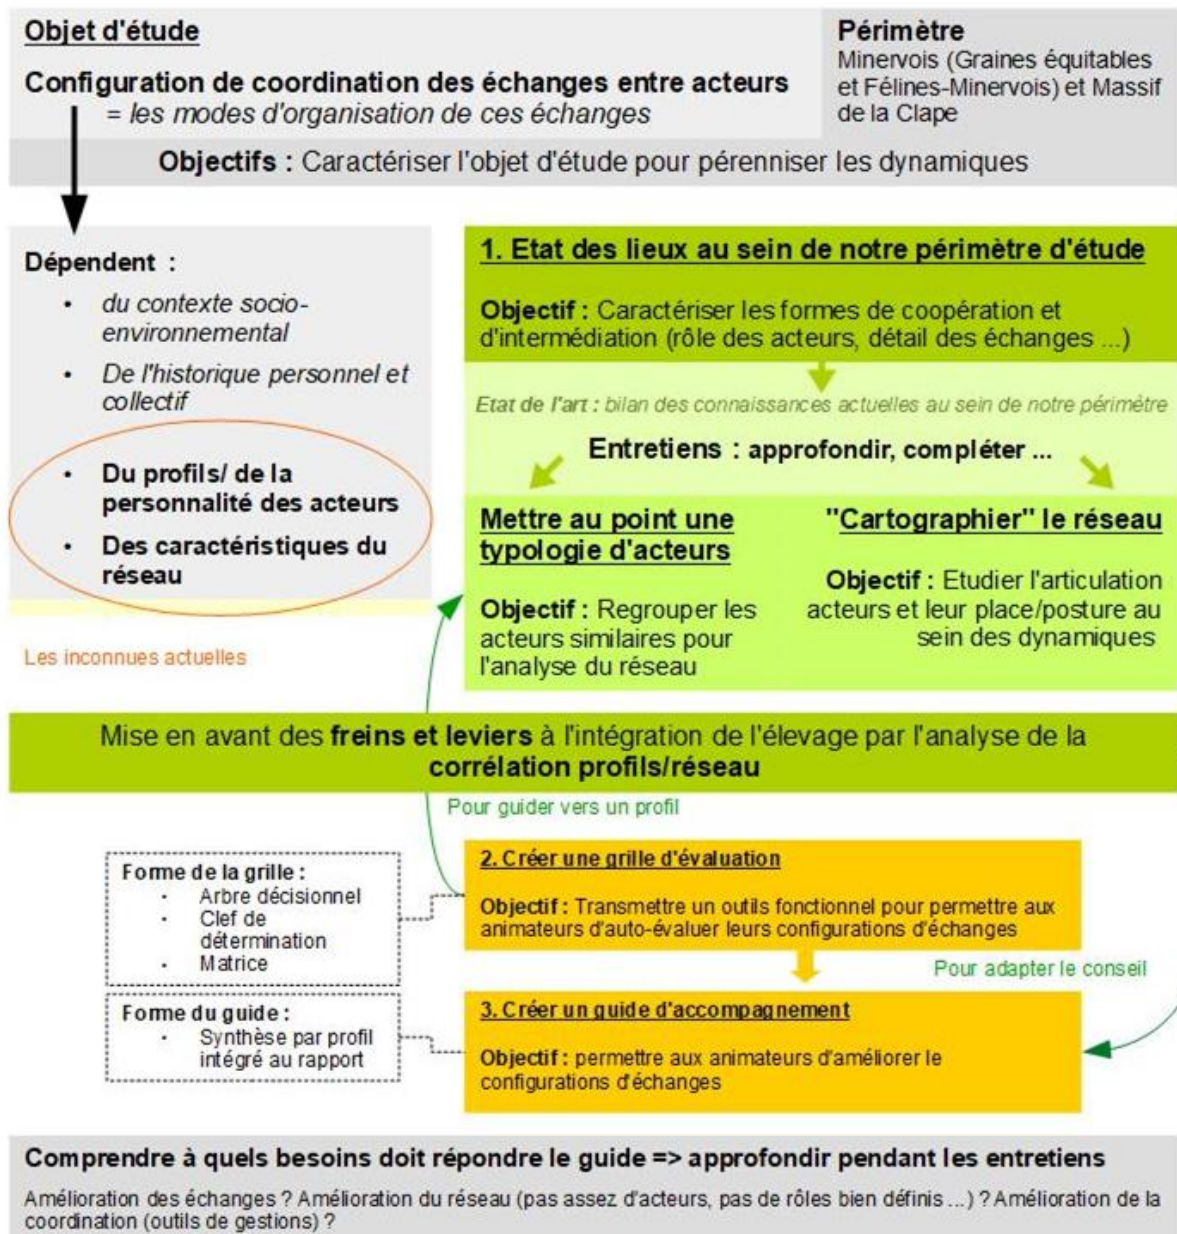 Objet d'étude
Configuration de coordination des échanges entre acteurs
= les modes d'organisation de ces échanges
Périmètre
Minervois (Graines équitables
et Félines-Minervois) et Massif
de la Clape
Objectifs : Caractériser l'objet d'étude pour pérenniser les dynamiques
Dépendent :
• du contexte socio-
environnemental
• De l'historique personnel et
collectif
• Du profils/ de la
personnalité des acteurs
• Des caractéristiques du
réseau
Les inconnues actuelles
1. Etat des lieux au sein de notre périmètre d'étude
Objectif : Caractériser les formes de coopération et
d'intermédiation (rôle des acteurs, détail des échanges ...)
Etat de l'art : bilan des connaissances actuelles au sein de notre périmètre
Entretiens : approfondir, compléter ...
Mettre au point une
typologie d'acteurs
Objectif : Regrouper les
acteurs similaires pour
l'analyse du réseau
"Cartographier" le réseau
Objectif : Etudier l'articulation
acteurs et leur place/posture au
sein des dynamiques
Mise en avant des freins et leviers à l'intégration de l'élevage par l'analyse de la
corrélation profils/réseau
Pour guider vers un profil
Forme de la grille :
• Arbre décisionnel
• Clef de
détermination
• Matrice
2. Créer une grille d'évaluation
Objectif : Transmettre un outils fonctionnel pour permettre aux
animateurs d'auto-évaluer leurs configurations d'échanges
Pour adapter le conseil
Forme du guide :
• Synthèse par profil
intégré au rapport
3. Créer un guide d'accompagnement
Objectif : permettre aux animateurs d'améliorer le
configurations d'échanges
Comprendre à quels besoins doit répondre le guide => approfondir pendant les entretiens
Amélioration des échanges ? Amélioration du réseau (pas assez d'acteurs, pas de rôles bien définis ...) ? Amélioration de la
coordination (outils de gestions) ?